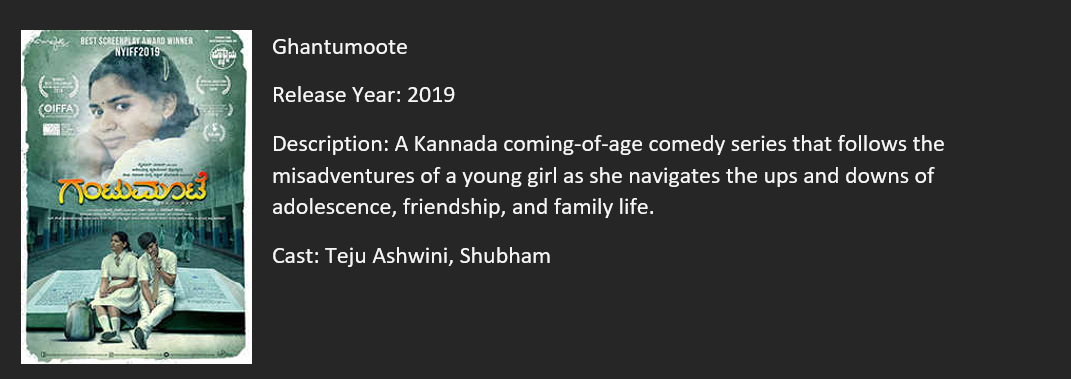 BEST SCREENPLAY AWARD WINNER
NYIFF2019
OIFFA
ಗಂಟುಮೂಟೆ
Ghantumoote
Release Year: 2019
Description: A Kannada coming-of-age comedy series that follows the
misadventures of a young girl as she navigates the ups and downs of
adolescence, friendship, and family life.
Cast: Teju Ashwini, Shubham